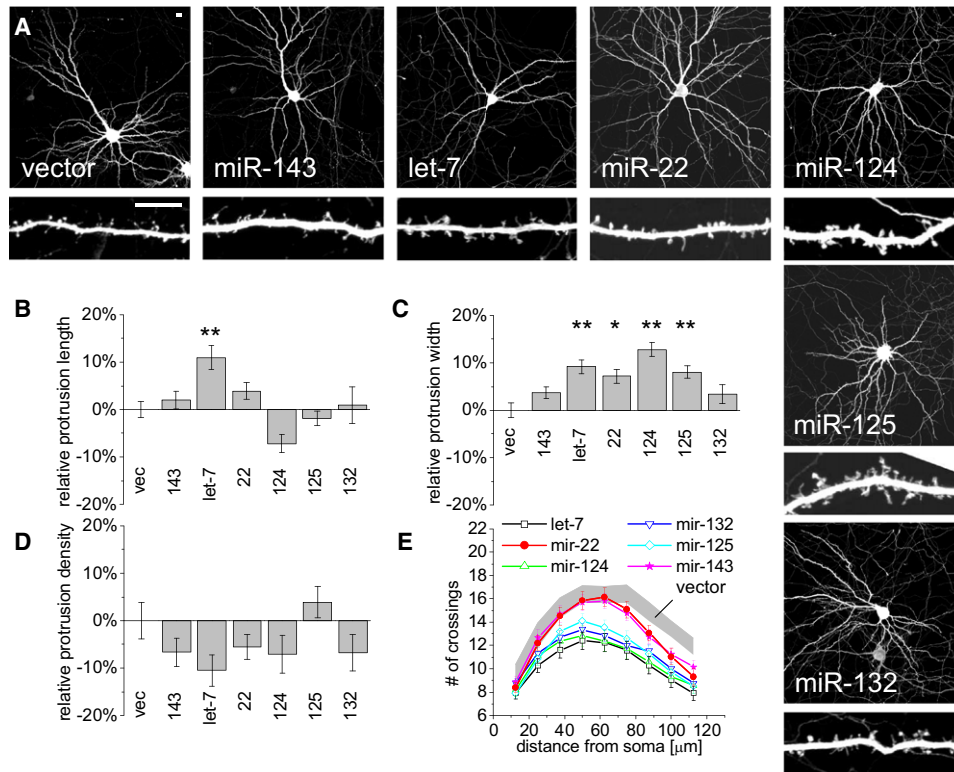 A
vector
miR-143
let-7
miR-22
miR-124
miR-125
miR-132
B
relative protrusion length
20%
10%
0%
-10%
-20%
**
vec
143
let-7
22
124
125
132
C
relative protrusion width
20%
10%
0%
-10%
-20%
** * ** **
vec
143
let-7
22
124
125
132
D
relative protrusion density
20%
10%
0%
-10%
-20%
vec
143
let-7
22
124
125
132
E
let-7
mir-22
mir-124
mir-132
mir-125
mir-143
vector
# of crossings
22
20
18
16
14
12
10
8
6
0 20 40 60 80 100 120
distance from soma [µm]